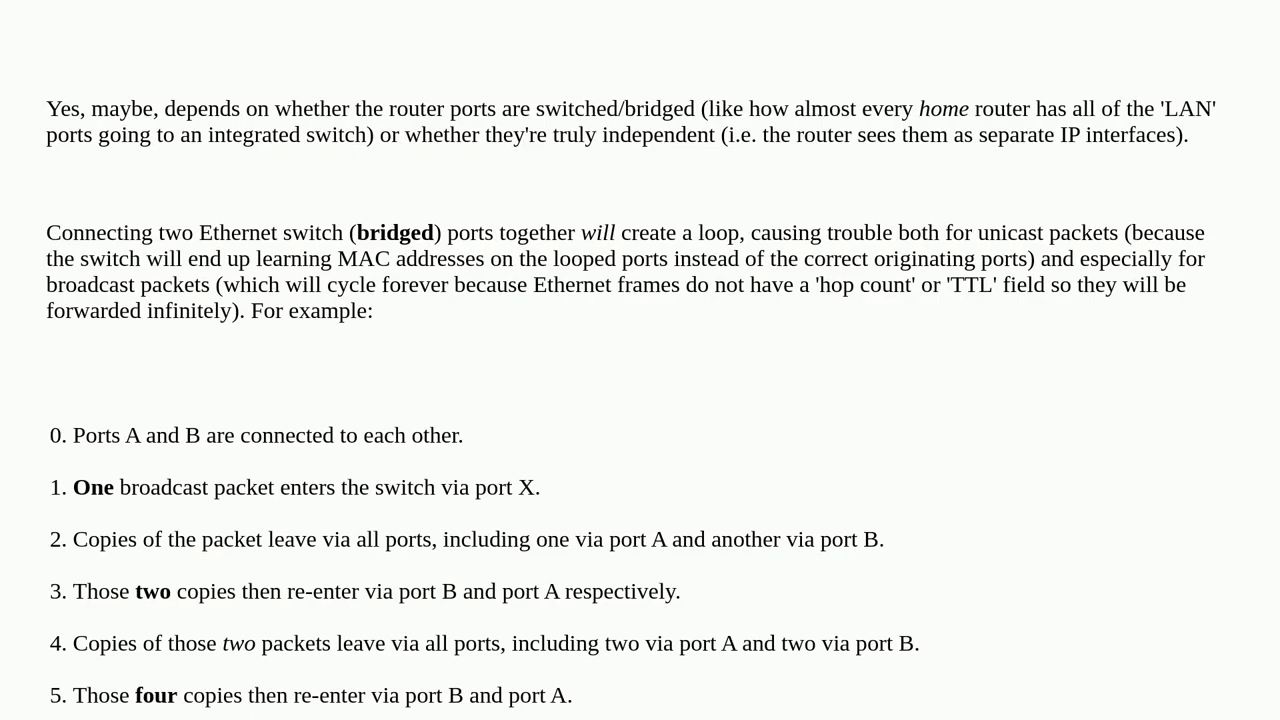 Yes, maybe, depends on whether the router ports are switched/bridged (like how almost every home router has all of the 'LAN'
ports going to an integrated switch) or whether they're truly independent (i.e. the router sees them as separate IP interfaces).
Connecting two Ethernet switch (bridged) ports together will create a loop, causing trouble both for unicast packets (because
the switch will end up learning MAC addresses on the looped ports instead of the correct originating ports) and especially for
broadcast packets (which will cycle forever because Ethernet frames do not have a 'hop count' or 'TTL' field so they will be
forwarded infinitely). For example:
0. Ports A and B are connected to each other.
1. One broadcast packet enters the switch via port X.
2. Copies of the packet leave via all ports, including one via port A and another via port B.
3. Those two copies then re-enter via port B and port A respectively.
4. Copies of those two packets leave via all ports, including two via port A and two via port B.
5. Those four copies then re-enter via port B and port A.